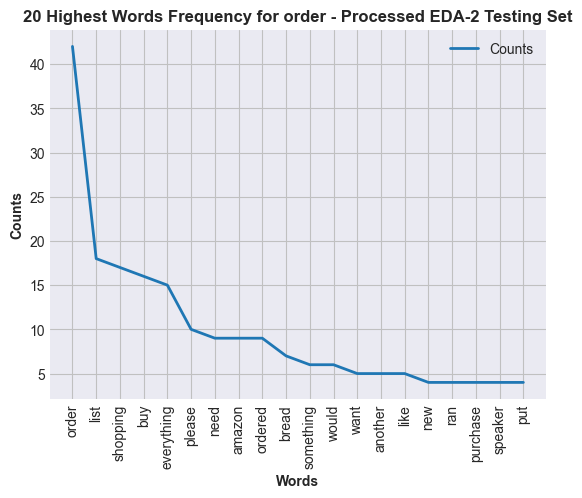 20 Highest Words Frequency for order - Processed EDA-2 Testing Set
Counts
40
35
30
25
20
15
10
5
Counts
order
list
shopping
buy
everything
please
need
amazon
ordered
bread
something
would
want
another
like
new
ran
purchase
speaker
put
Words